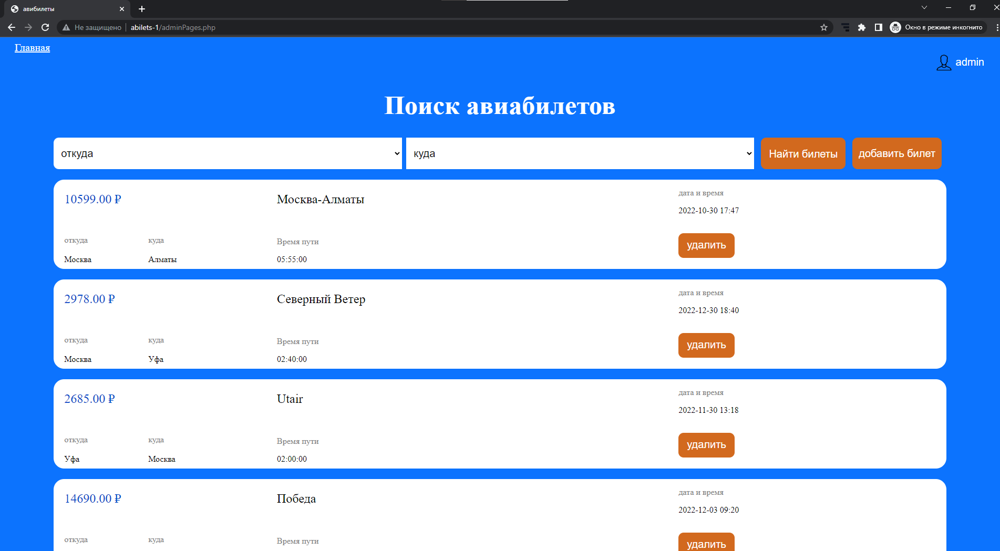 авибилеты
Не защищено abilets-1/adminPages.php
Окно в режиме инкогнито
Главная
admin
Поиск авиабилетов
откуда куда Найти билеты добавить билет
10599.00 ₽ Москва-Алматы дата и время
2022-10-30 17:47
откуда куда Время пути удалить
Москва Алматы 05:55:00
2978.00 ₽ Северный Ветер дата и время
2022-12-30 18:40
откуда куда Время пути удалить
Москва Уфа 02:40:00
2685.00 ₽ Utair дата и время
2022-11-30 13:18
откуда куда Время пути удалить
Уфа Москва 02:00:00
14690.00 ₽ Победа дата и время
2022-12-03 09:20
откуда куда Время пути удалить